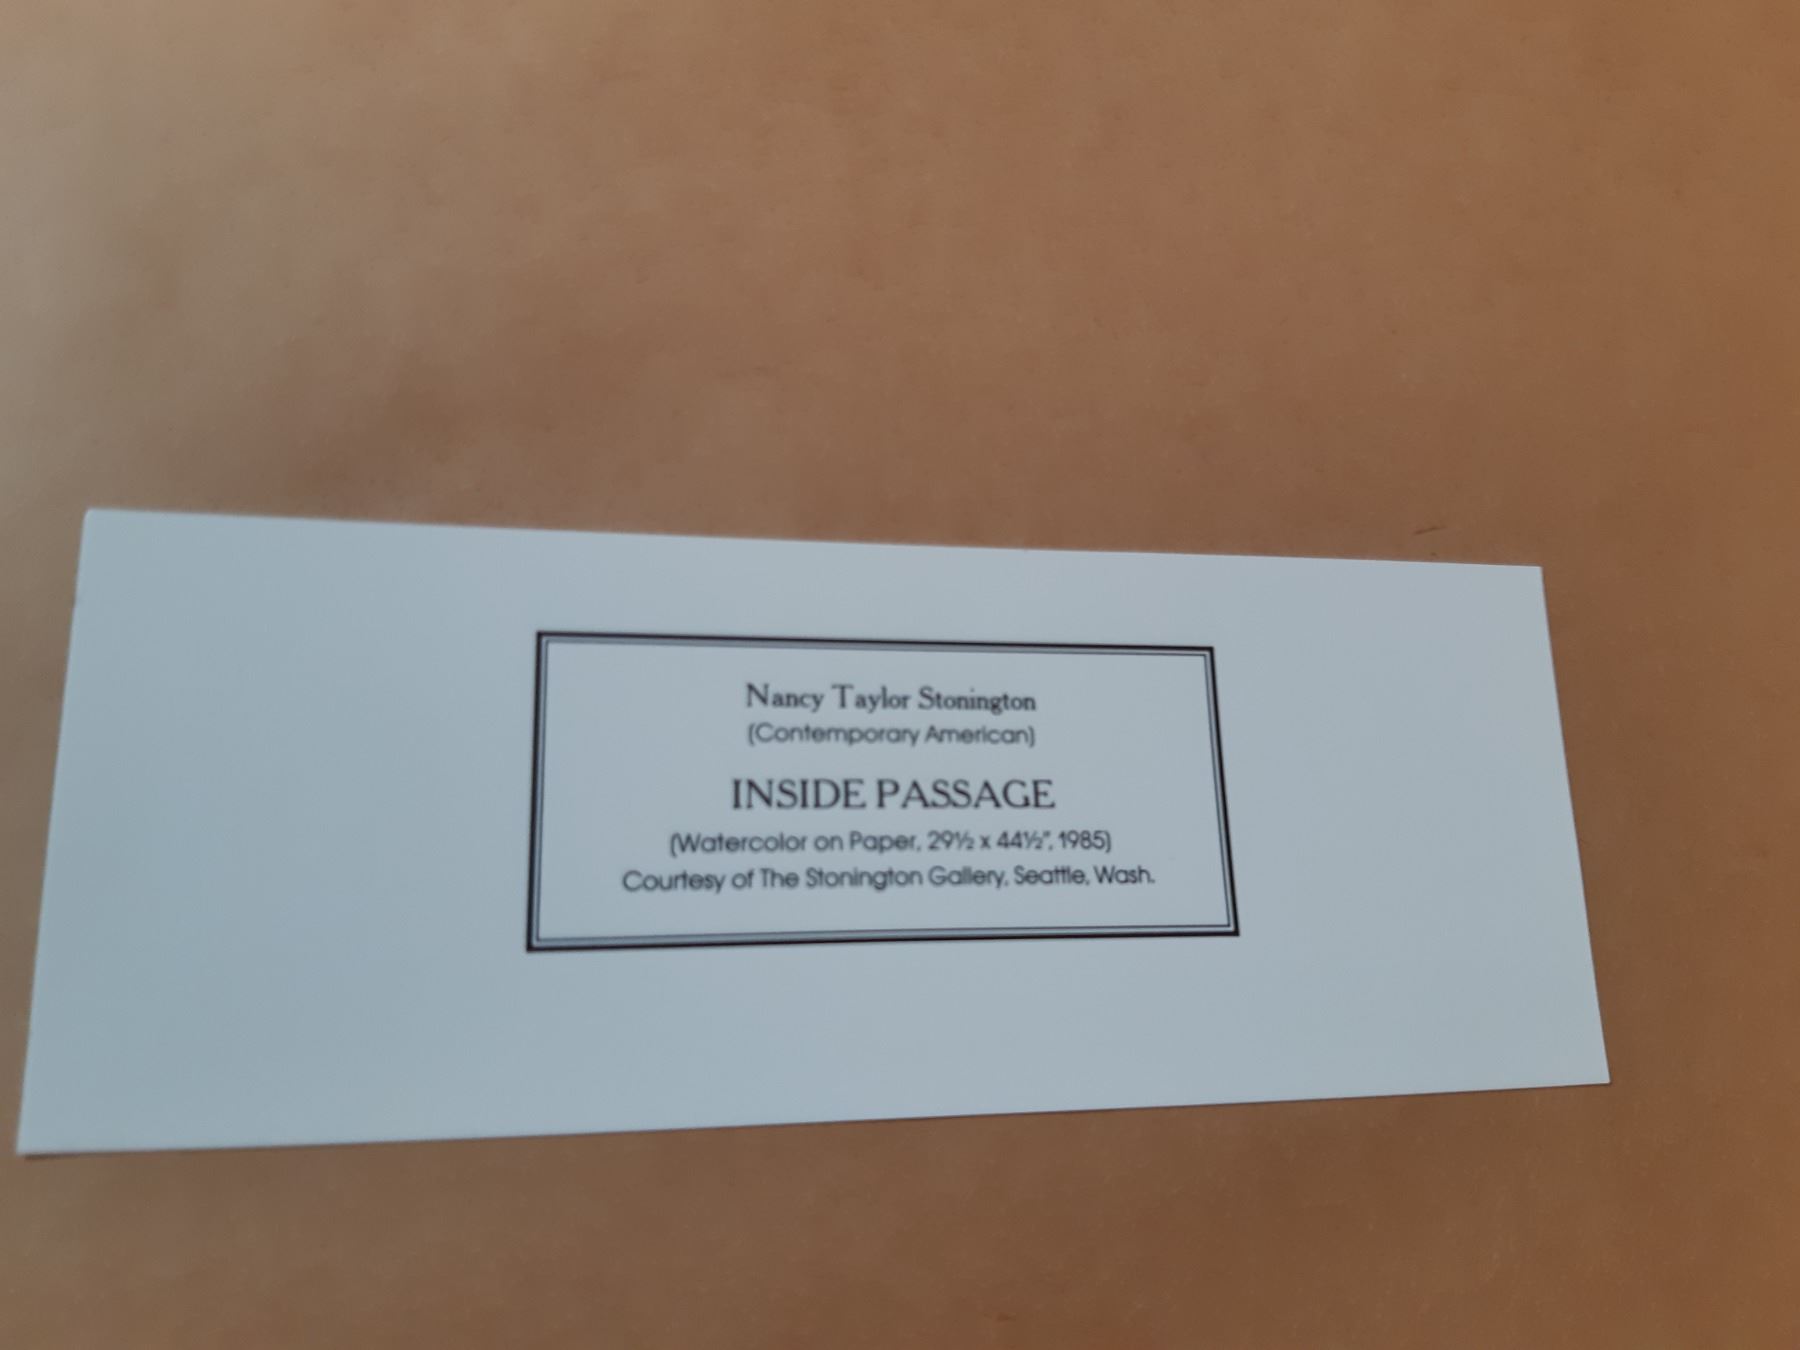 Nancy Taylor Stonington
(Contemporary American)
INSIDE PASSAGE
(Watercolor on Paper, 29½ x 44½", 1985)
Courtesy of The Stonington Gallery, Seattle, Wash.